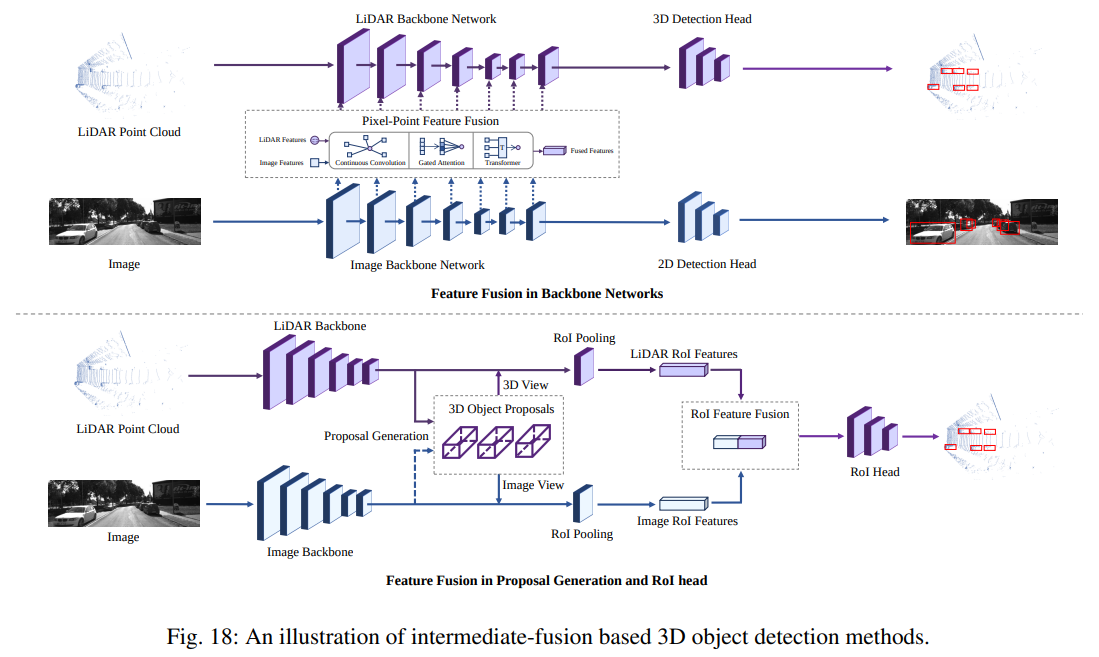 LiDAR Backbone Network
3D Detection Head
LiDAR Point Cloud
Pixel-Point Feature Fusion
LiDAR Features
Image Features
Continuous Convolution
Gated Attention
T
Transformer
Fused Features
Image
Image Backbone Network
2D Detection Head
Feature Fusion in Backbone Networks
LiDAR Backbone
RoI Pooling
LiDAR RoI Features
3D View
LiDAR Point Cloud
3D Object Proposals
Proposal Generation
RoI Feature Fusion
RoI Head
Image View
Image
Image Backbone
RoI Pooling
Image RoI Features
Feature Fusion in Proposal Generation and RoI head
Fig. 18: An illustration of intermediate-fusion based 3D object detection methods.